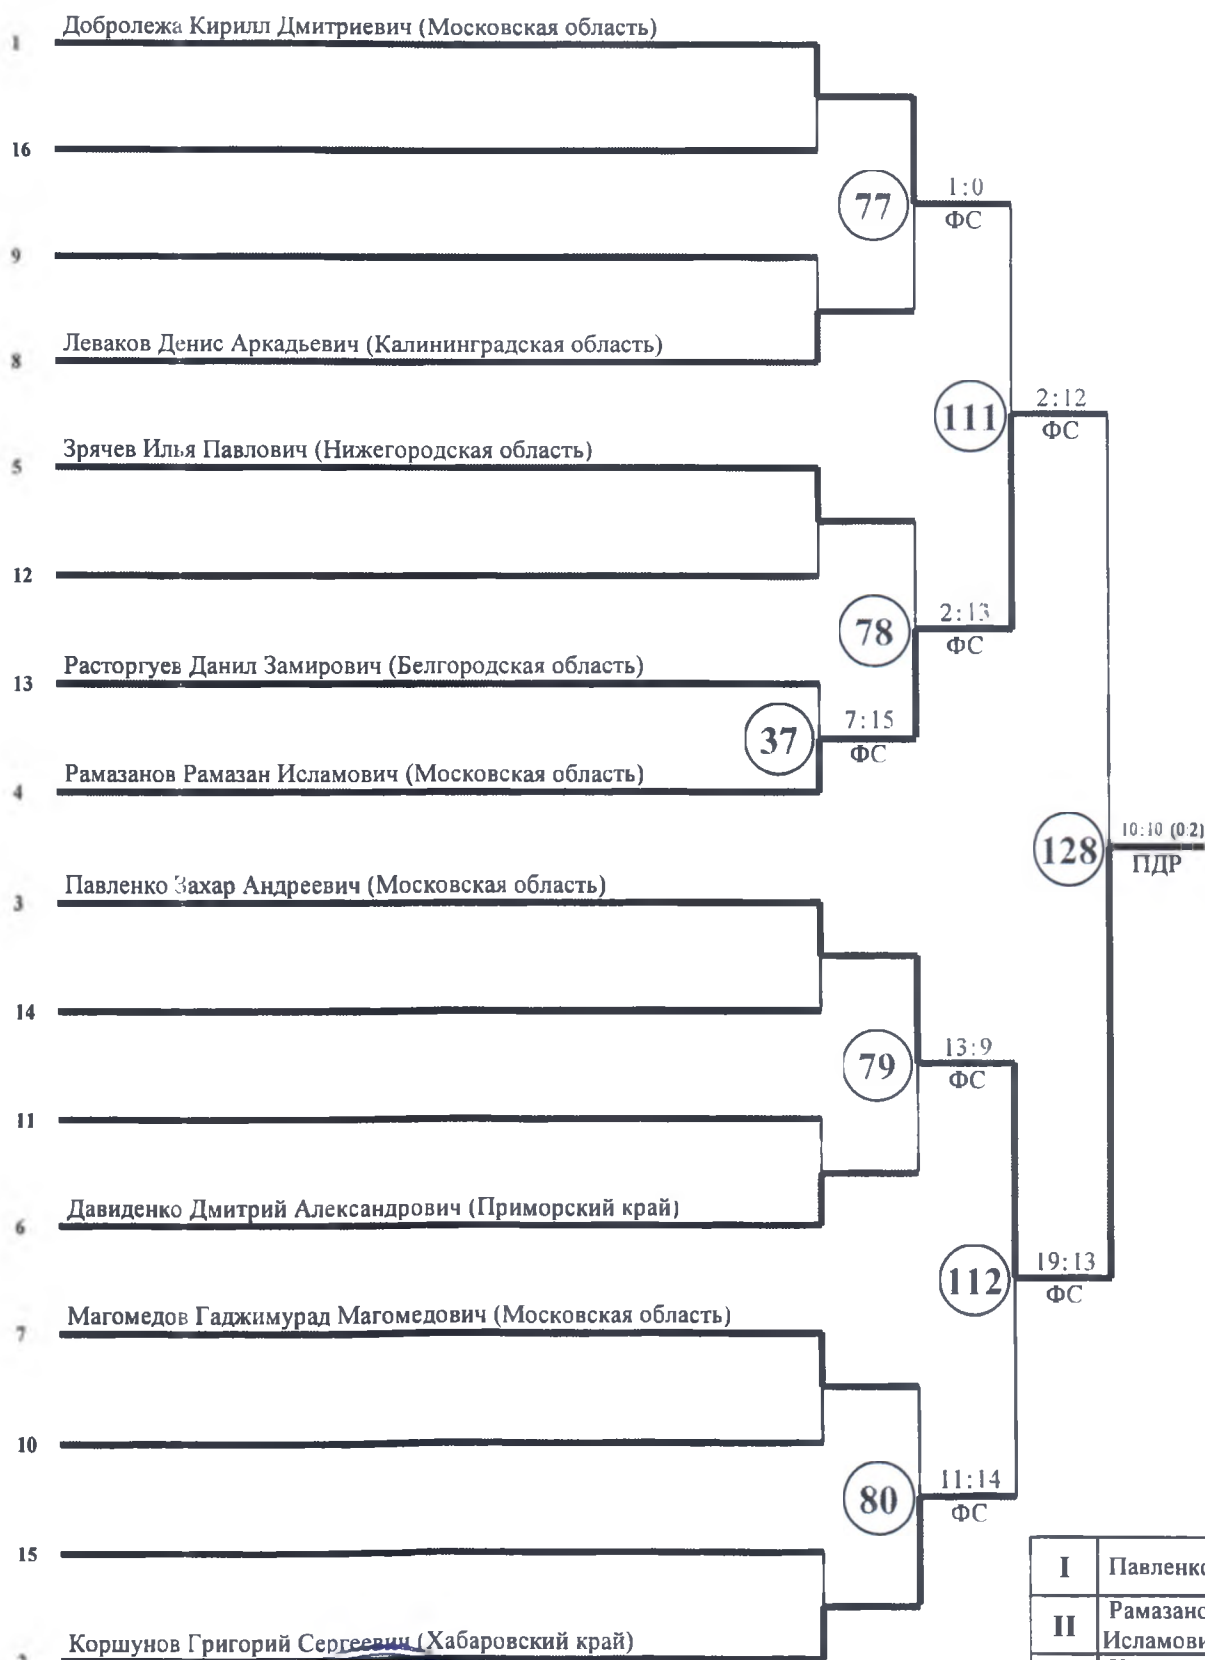 1 Добролежа Кирилл Дмитриевич (Московская область)
16
77 1:0
ФС
9
8 Леваков Денис Аркадьевич (Калининградская область)
111 2:12
ФС
5 Зрячев Илья Павлович (Нижегородская область)
12
78 2:13
ФС
13 Расторгуев Данил Замирович (Белгородская область)
37 7:15
ФС
4 Рамазанов Рамазан Исламович (Московская область)
128 10:10 (0:2)
ПДР
3 Павленко Захар Андреевич (Московская область)
14
79 13:9
ФС
11
6 Давиденко Дмитрий Александрович (Приморский край)
112 19:13
ФС
7 Магомедов Гаджимурад Магомедович (Московская область)
10
80 11:14
ФС
15
I Павленко
II Рамазано
Исламови
Коршунов Григорий Сергеевич (Хабаровский край)